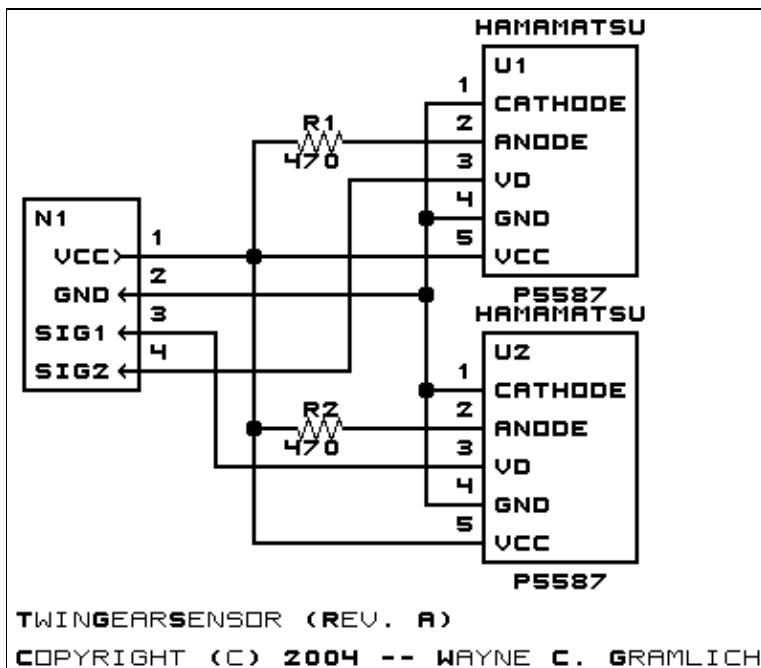 HAMAMATSU
U1
1 CATHODE
R1
470
2 ANODE
3 VO
4 GND
5 VCC
P5587
N1
VCC 1
GND 2
SIG1 3
SIG2 4
HAMAMATSU
U2
1 CATHODE
R2
470
2 ANODE
3 VO
4 GND
5 VCC
P5587
TWINGEARSENSOR (REV. A)
COPYRIGHT (C) 2004 -- WAYNE C. GRAMLICH